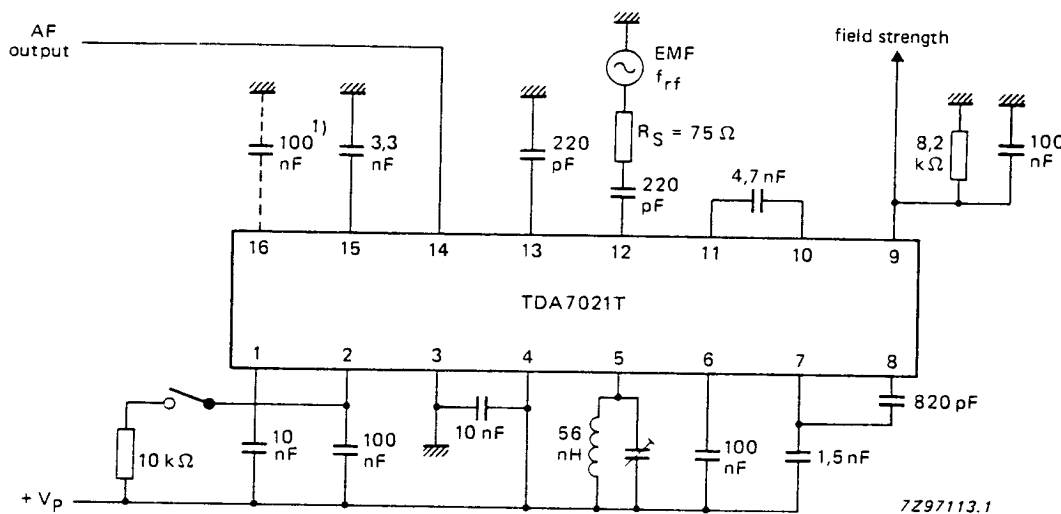 AF
output
EMF
f_rf
field strength
R_S = 75 Ω
100 1)
nF
3,3
nF
220
pF
220
pF
4,7 nF
8,2
kΩ
100
nF
16 15 14 13 12 11 10 9
TDA7021T
1 2 3 4 5 6 7 8
10 kΩ
10
nF
100
nF
10 nF
56
nH
100
nF
820 pF
1,5 nF
+ V_P
7Z97113.1